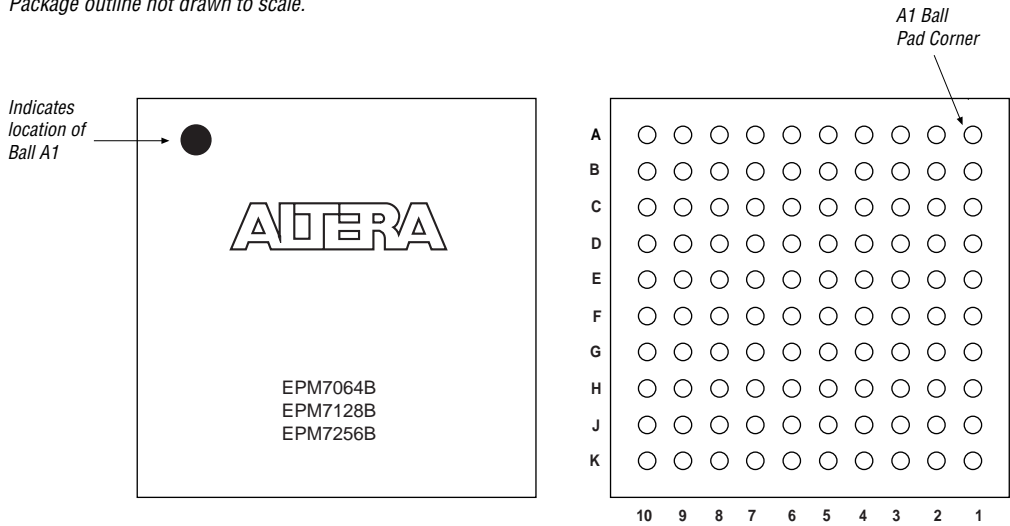 Package outline not drawn to scale.
A1 Ball
Pad Corner
Indicates
location of
Ball A1
ALTERA
EPM7064B
EPM7128B
EPM7256B
A
B
C
D
E
F
G
H
J
K
10 9 8 7 6 5 4 3 2 1